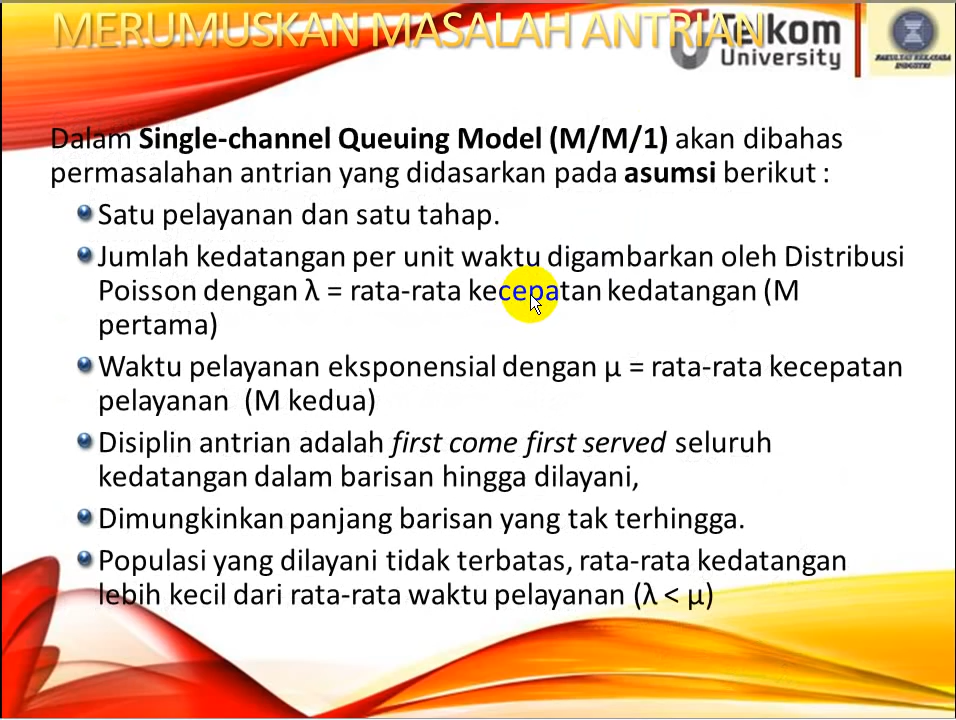 MERUMUSKAN MASALAH ANTRIAN
Telkom
University
FAKULTAS REKAYASA
INDUSTRI
Dalam Single-channel Queuing Model (M/M/1) akan dibahas
permasalahan antrian yang didasarkan pada asumsi berikut :
Satu pelayanan dan satu tahap.
Jumlah kedatangan per unit waktu digambarkan oleh Distribusi
Poisson dengan λ = rata-rata kecepatan kedatangan (M
pertama)
Waktu pelayanan eksponensial dengan μ = rata-rata kecepatan
pelayanan (M kedua)
Disiplin antrian adalah first come first served seluruh
kedatangan dalam barisan hingga dilayani,
Dimungkinkan panjang barisan yang tak terhingga.
Populasi yang dilayani tidak terbatas, rata-rata kedatangan
lebih kecil dari rata-rata waktu pelayanan (λ < μ)